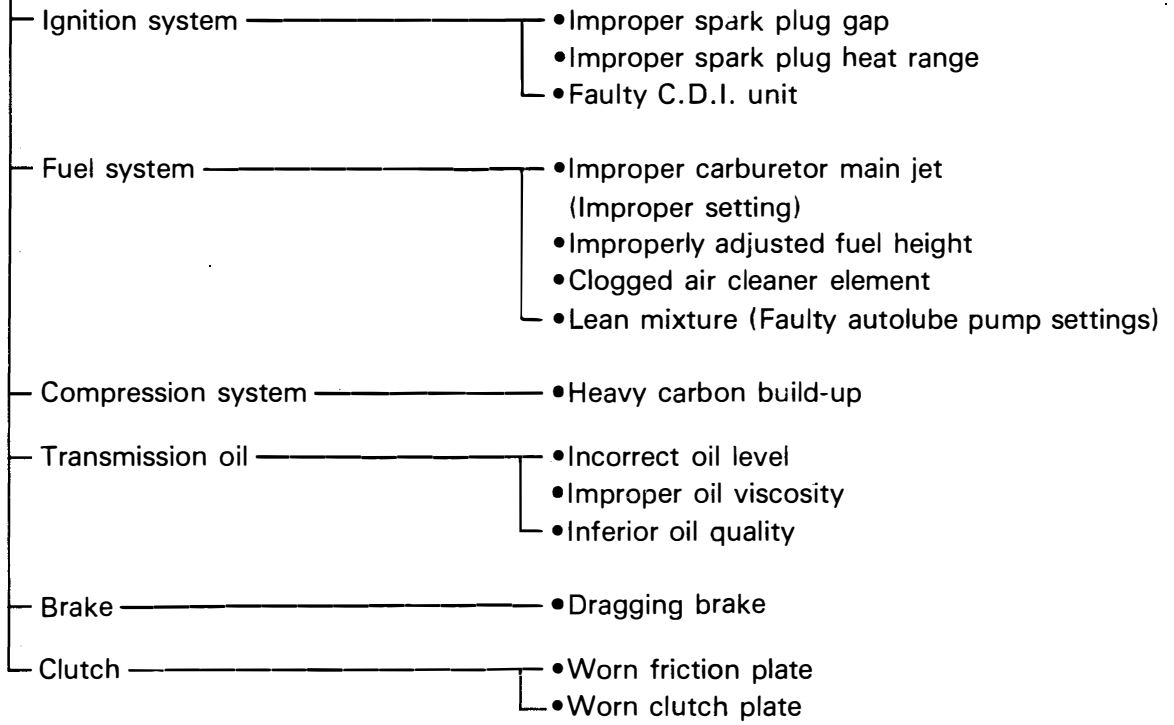 Ignition system
•Improper spark plug gap
•Improper spark plug heat range
•Faulty C.D.I. unit
Fuel system
•Improper carburetor main jet
(Improper setting)
•Improperly adjusted fuel height
•Clogged air cleaner element
•Lean mixture (Faulty autolube pump settings)
Compression system
•Heavy carbon build-up
Transmission oil
•Incorrect oil level
•Improper oil viscosity
•Inferior oil quality
Brake
•Dragging brake
Clutch
•Worn friction plate
•Worn clutch plate